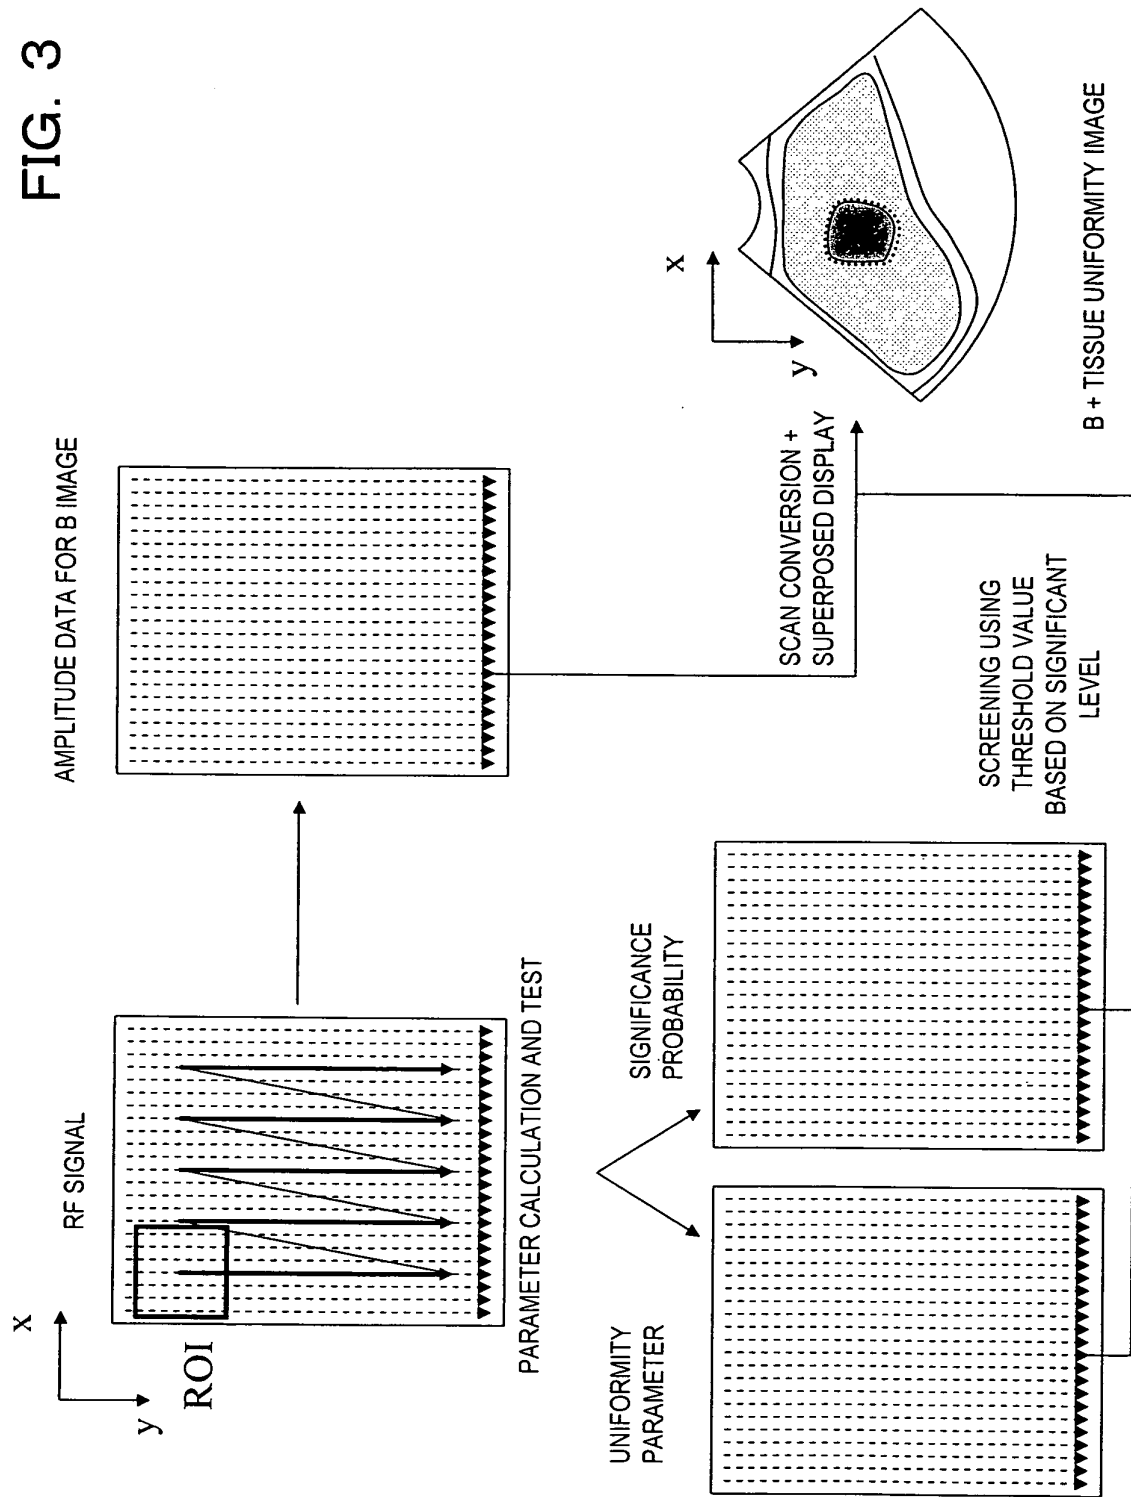 FIG. 3
x
y
ROI
RF SIGNAL
AMPLITUDE DATA FOR B IMAGE
PARAMETER CALCULATION AND TEST
UNIFORMITY
PARAMETER
SIGNIFICANCE
PROBABILITY
SCREENING USING
THRESHOLD VALUE
BASED ON SIGNIFICANT
LEVEL
SCAN CONVERSION +
SUPERPOSED DISPLAY
x
y
B + TISSUE UNIFORMITY IMAGE